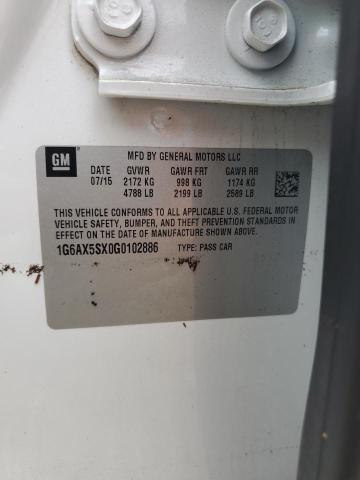 8.8
GM
MFD BY GENERAL MOTORS LLC
DATE GVWR GAWR FRT GAWR RR
07/15 2172 KG 998 KG 1174 KG
4788 LB 2199 LB 2589 LB
THIS VEHICLE CONFORMS TO ALL APPLICABLE U.S. FEDERAL MOTOR
VEHICLE SAFETY, BUMPER, AND THEFT PREVENTION STANDARDS IN
EFFECT ON THE DATE OF MANUFACTURE SHOWN ABOVE.
1G6AX5SX0G0102886 TYPE: PASS CAR